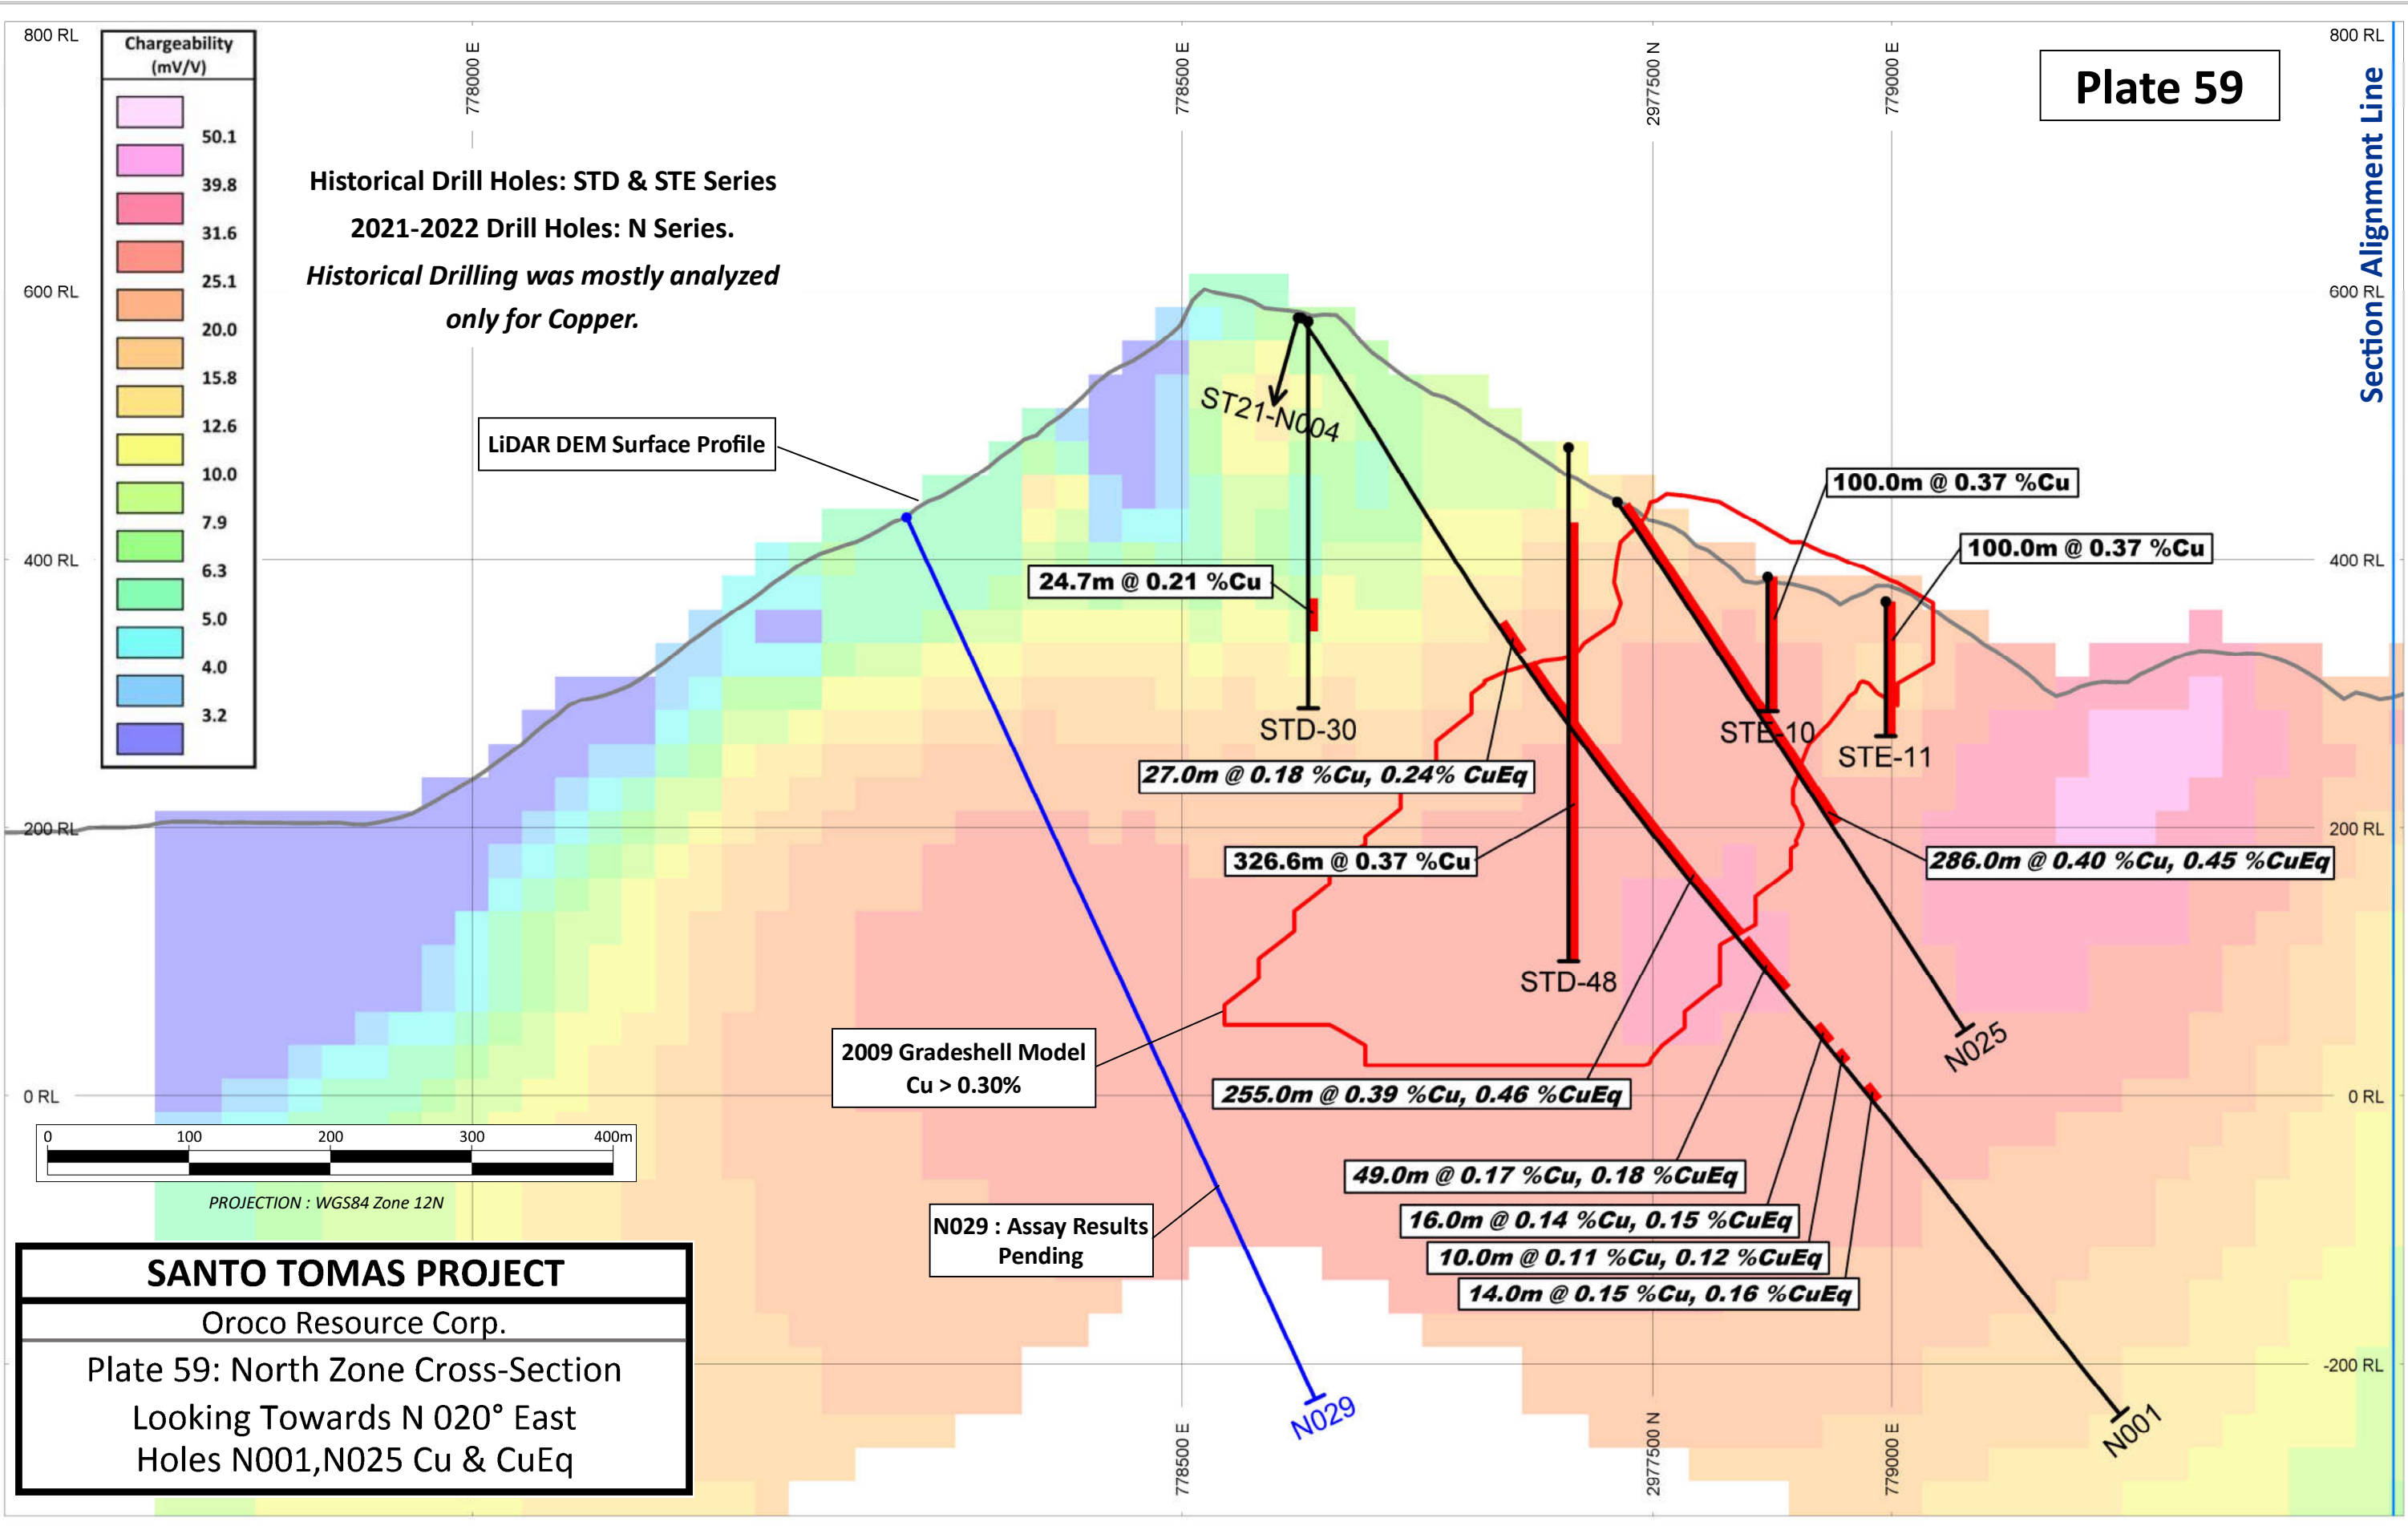 800 RL
778000 E
778500 E
2977500 N
779000 E
800 RL
Plate 59
Section Alignment Line
Chargeability
(mV/V)
50.1
39.8
31.6
25.1
20.0
15.8
12.6
10.0
7.9
6.3
5.0
4.0
3.2
Historical Drill Holes: STD & STE Series
2021-2022 Drill Holes: N Series.
Historical Drilling was mostly analyzed
only for Copper.
600 RL
600 RL
ST21-N004
LiDAR DEM Surface Profile
100.0m @ 0.37 %Cu
100.0m @ 0.37 %Cu
400 RL
400 RL
24.7m @ 0.21 %Cu
STD-30
STE-10
STE-11
27.0m @ 0.18 %Cu, 0.24% CuEq
200 RL
200 RL
326.6m @ 0.37 %Cu
286.0m @ 0.40 %Cu, 0.45 %CuEq
STD-48
N025
2009 Gradeshell Model
Cu > 0.30%
255.0m @ 0.39 %Cu, 0.46 %CuEq
0 RL
0 RL
0 100 200 300 400m
PROJECTION : WGS84 Zone 12N
49.0m @ 0.17 %Cu, 0.18 %CuEq
16.0m @ 0.14 %Cu, 0.15 %CuEq
10.0m @ 0.11 %Cu, 0.12 %CuEq
14.0m @ 0.15 %Cu, 0.16 %CuEq
N029 : Assay Results
Pending
-200 RL
N029
N001
778500 E
2977500 N
779000 E
SANTO TOMAS PROJECT
Oroco Resource Corp.
Plate 59: North Zone Cross-Section
Looking Towards N 020° East
Holes N001,N025 Cu & CuEq